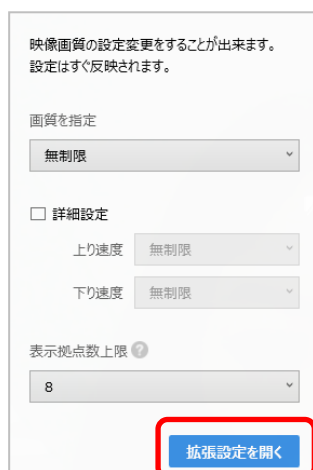 映像画質の設定変更をすることが出来ます。
設定はすぐ反映されます。
画質を指定
無制限
詳細設定
上り速度 無制限
下り速度 無制限
表示拠点数上限 ?
8
拡張設定を開く